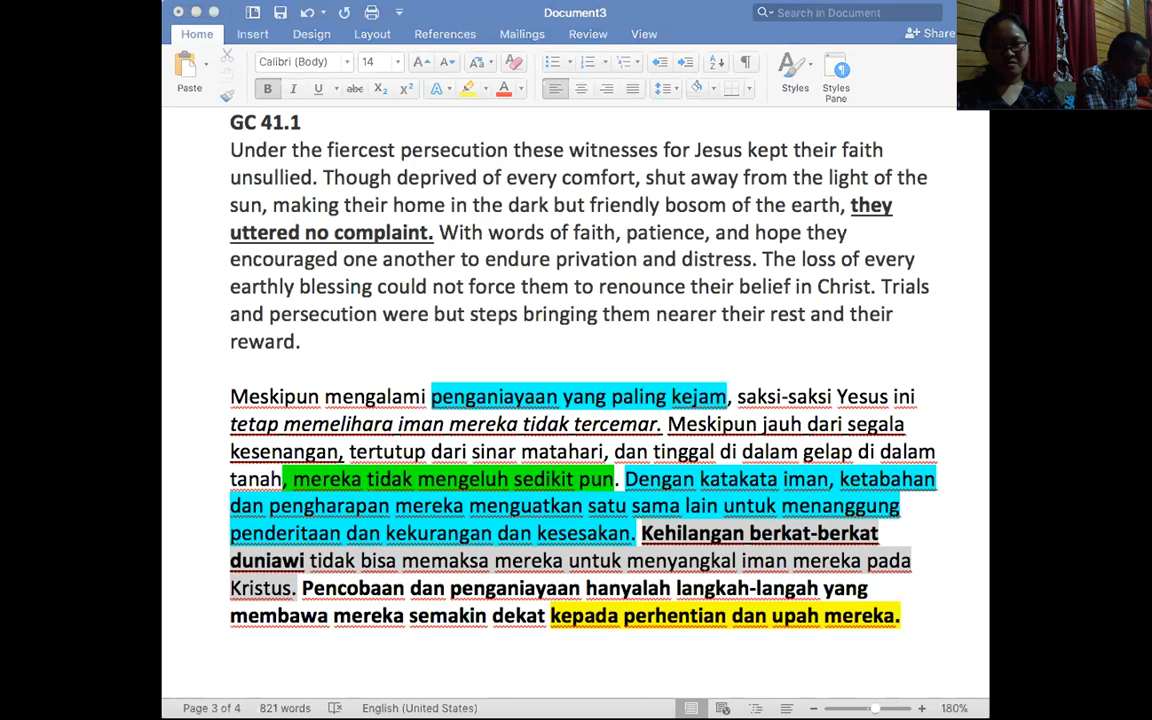 Document3
Search in Document
Home Insert Design Layout References Mailings Review View Share
Paste
Calibri (Body) 14
Styles
Styles Pane
GC 41.1
Under the fiercest persecution these witnesses for Jesus kept their faith
unsullied. Though deprived of every comfort, shut away from the light of the
sun, making their home in the dark but friendly bosom of the earth, they
uttered no complaint. With words of faith, patience, and hope they
encouraged one another to endure privation and distress. The loss of every
earthly blessing could not force them to renounce their belief in Christ. Trials
and persecution were but steps bringing them nearer their rest and their
reward.
Meskipun mengalami penganiayaan yang paling kejam, saksi-saksi Yesus ini
tetap memelihara iman mereka tidak tercemar. Meskipun jauh dari segala
kesenangan, tertutup dari sinar matahari, dan tinggal di dalam gelap di dalam
tanah, mereka tidak mengeluh sedikit pun. Dengan katakata iman, ketabahan
dan pengharapan mereka menguatkan satu sama lain untuk menanggung
penderitaan dan kekurangan dan kesesakan. Kehilangan berkat-berkat
duniawi tidak bisa memaksa mereka untuk menyangkal iman mereka pada
Kristus. Pencobaan dan penganiayaan hanyalah langkah-langah yang
membawa mereka semakin dekat kepada perhentian dan upah mereka.
Page 3 of 4 821 words English (United States) 180%